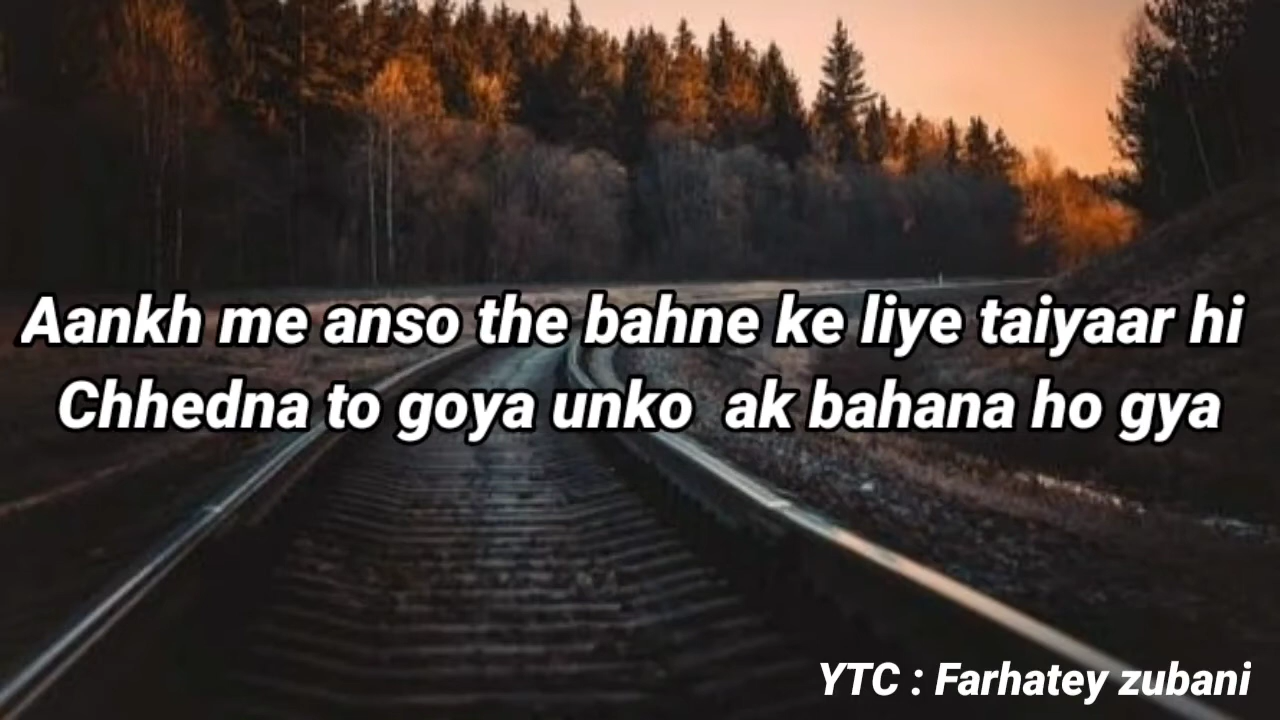 Aankh me anso the bahne ke liye taiyaar hi
Chhedna to goya unko ak bahana ho gya
YTC : Farhatey zubani